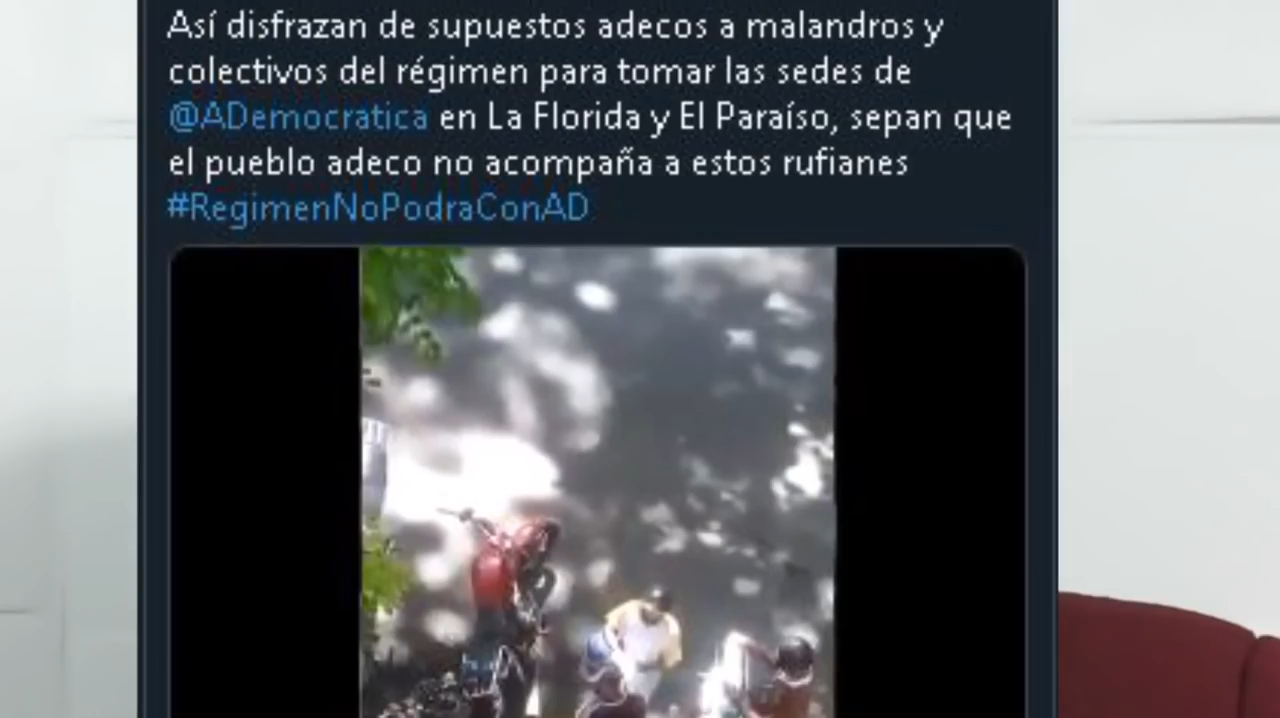 Así disfrazan de supuestos adecos a malandros y
colectivos del régimen para tomar las sedes de
@ADemocratica en La Florida y El Paraíso, sepan que
el pueblo adeco no acompaña a estos rufianes
#RegimenNoPodraConAD